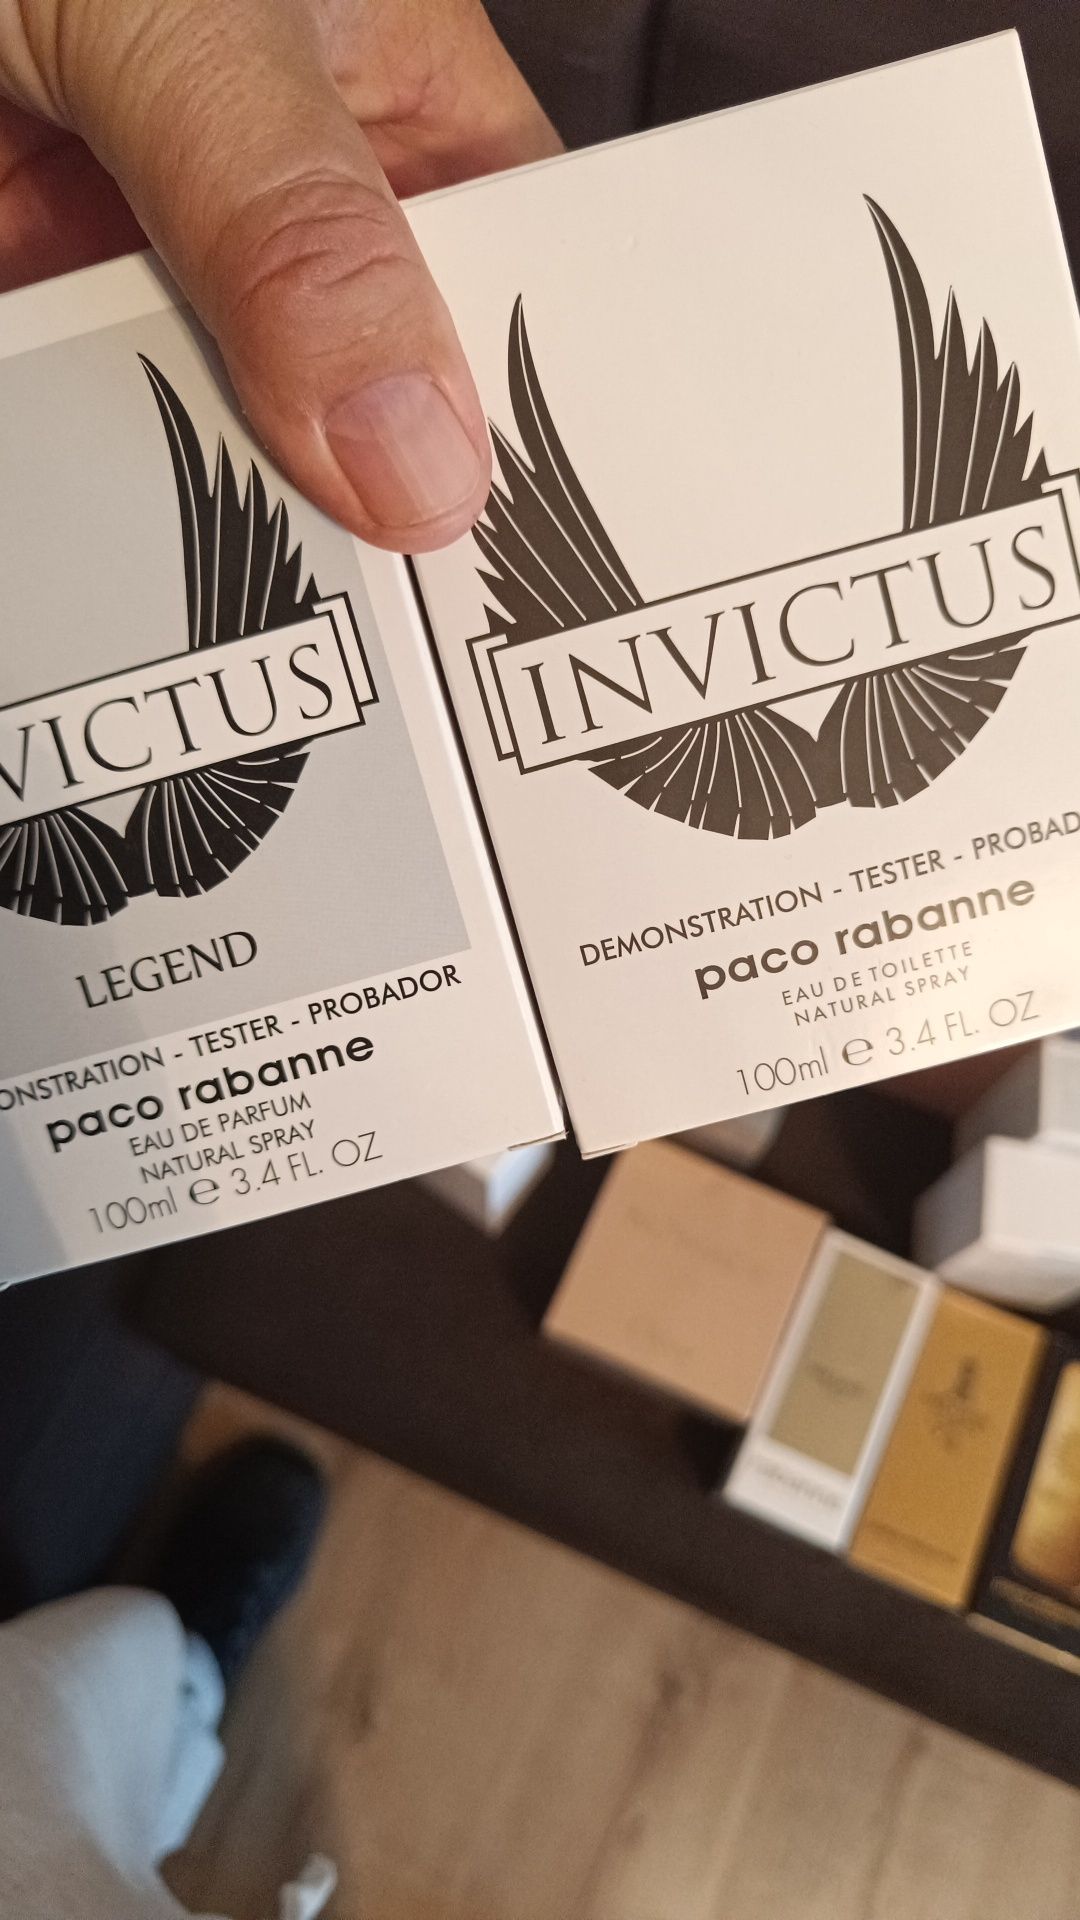 VICTUS
LEGEND
ONSTRATION - TESTER - PROBADOR
paco rabanne
EAU DE PARFUM
NATURAL SPRAY
100ml e 3.4 FL. OZ
INVICTUS
DEMONSTRATION - TESTER - PROBAD
paco rabanne
EAU DE TOILETTE
NATURAL SPRAY
100ml e 3.4 FL. OZ